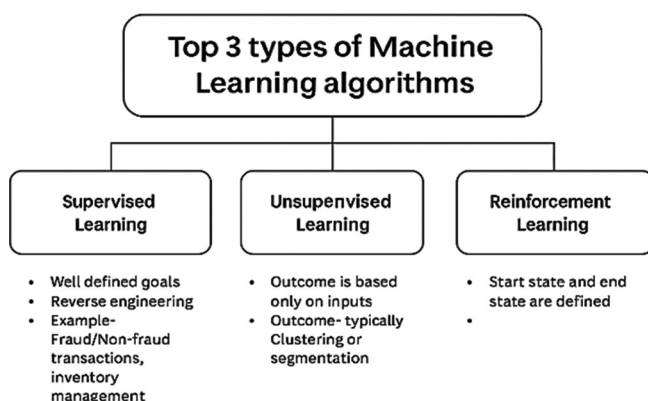 Top 3 types of Machine
Learning algorithms
Supervised
Learning
• Well defined goals
• Reverse engineering
• Example-
Fraud/Non-fraud
transactions,
inventory
management
Unsupenvised
Learning
• Outcome is based
only on inputs
• Outcome- typically
Clustering or
segmentation
Reinforcement
Learning
• Start state and end
state are defined
•